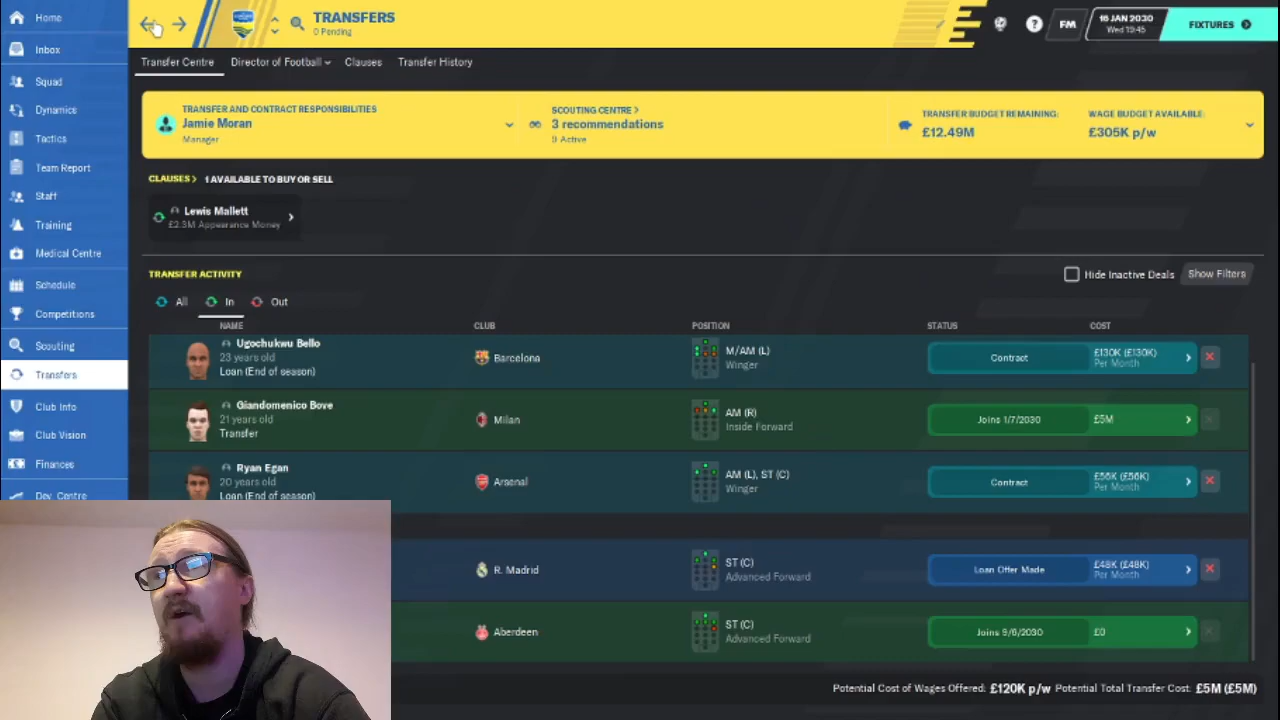 Home
Inbox
Squad
Dynamics
Tactics
Team Report
Staff
Training
Medical Centre
Schedule
Competitions
Scouting
Transfers
Club Info
Club Vision
Finances
Dev. Centre
TRANSFERS
0 Pending
FM
16 JAN 2030
Wed 19:45
FIXTURES
Transfer Centre
Director of Football
Clauses
Transfer History
TRANSFER AND CONTRACT RESPONSIBILITIES
Jamie Moran
Manager
SCOUTING CENTRE >
3 recommendations
9 Active
TRANSFER BUDGET REMAINING:
£12.49M
WAGE BUDGET AVAILABLE:
£305K p/w
CLAUSES > 1 AVAILABLE TO BUY OR SELL
Lewis Mallett
£2.3M Appearance Money
TRANSFER ACTIVITY
Hide Inactive Deals
Show Filters
All In Out
NAME CLUB POSITION STATUS COST
Ugochukwu Bello
23 years old
Loan (End of season)
Barcelona
M/AM (L)
Winger
Contract
£130K (£130K)
Per Month
Giandomenico Bove
21 years old
Transfer
Milan
AM (R)
Inside Forward
Joins 1/7/2030
£5M
Ryan Egan
20 years old
Loan (End of season)
Arsenal
AM (L), ST (C)
Winger
Contract
£56K (£56K)
Per Month
R. Madrid
ST (C)
Advanced Forward
Loan Offer Made
£48K (£48K)
Per Month
Aberdeen
ST (C)
Advanced Forward
Joins 9/6/2030
£0
Potential Cost of Wages Offered: £120K p/w Potential Total Transfer Cost: £5M (£5M)